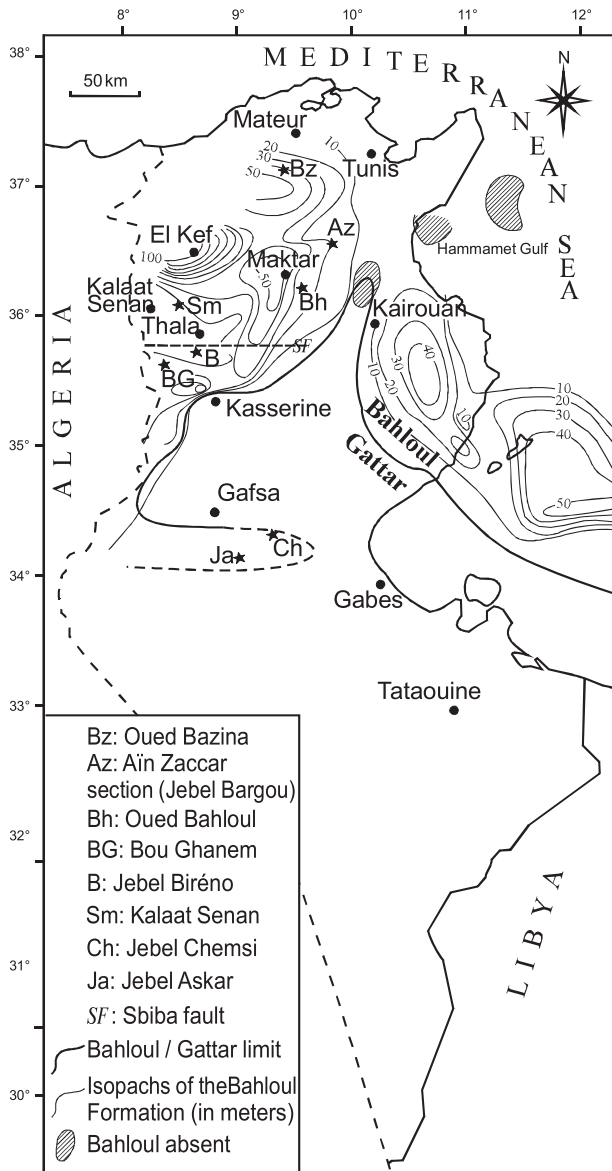 8° 9° 10° 11° 12°
38°
MEDITERRANEAN SEA
N
50 km
Mateur
10
20
30
50
Bz
Tunis
37°
El Kef
Az
100
Maktar
50
Hammamet Gulf
Kalaat
Senan
Sm
Bh
36°
Thala
Kairouan
SF
B
BG
40
30
10
20
10
10
20
30
40
50
Kasserine
Bahloul
Gattar
35°
ALGERIA
Gafsa
Ch
Ja
34°
Gabes
Tataouine
33°
32°
31°
30°
LIBYA
Bz: Oued Bazina
Az: Aïn Zaccar
section (Jebel Bargou)
Bh: Oued Bahloul
BG: Bou Ghanem
B: Jebel Biréno
Sm: Kalaat Senan
Ch: Jebel Chemsi
Ja: Jebel Askar
SF: Sbiba fault
Bahloul / Gattar limit
Isopachs of theBahloul
Formation (in meters)
Bahloul absent